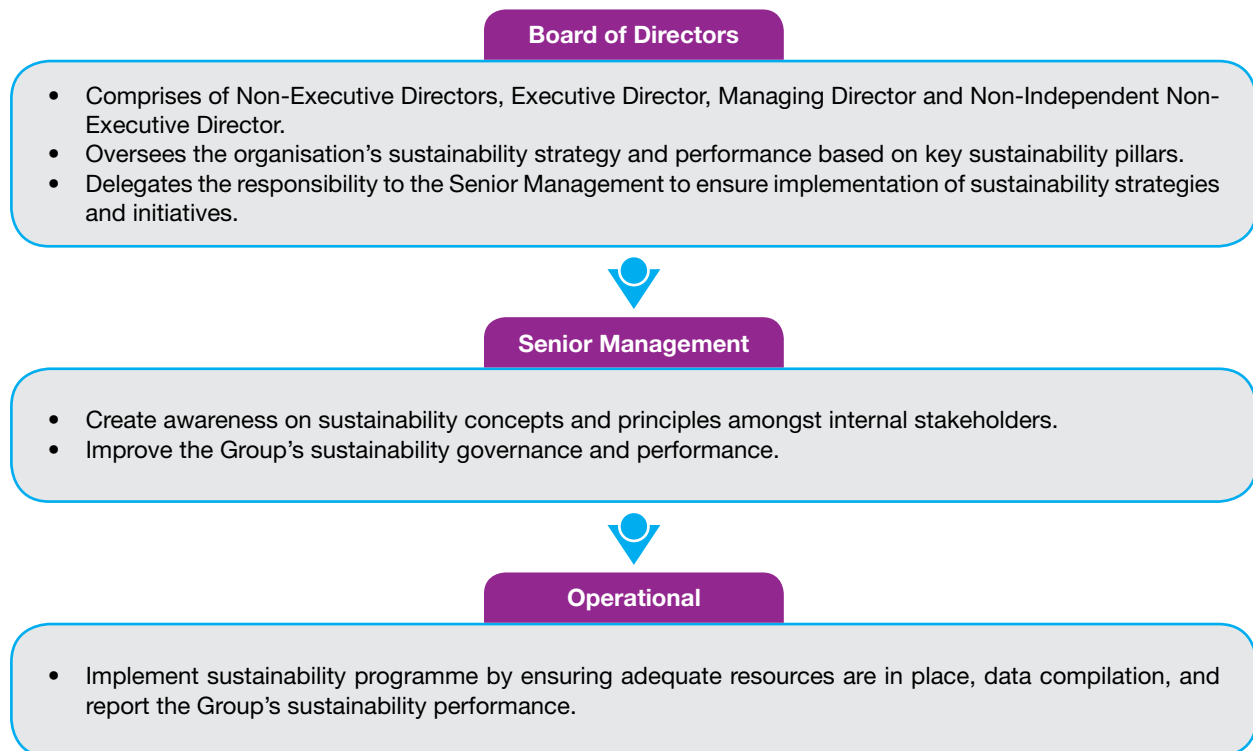 Board of Directors
• Comprises of Non-Executive Directors, Executive Director, Managing Director and Non-Independent Non-
Executive Director.
• Oversees the organisation's sustainability strategy and performance based on key sustainability pillars.
• Delegates the responsibility to the Senior Management to ensure implementation of sustainability strategies
and initiatives.
Senior Management
• Create awareness on sustainability concepts and principles amongst internal stakeholders.
• Improve the Group's sustainability governance and performance.
Operational
• Implement sustainability programme by ensuring adequate resources are in place, data compilation, and
report the Group's sustainability performance.